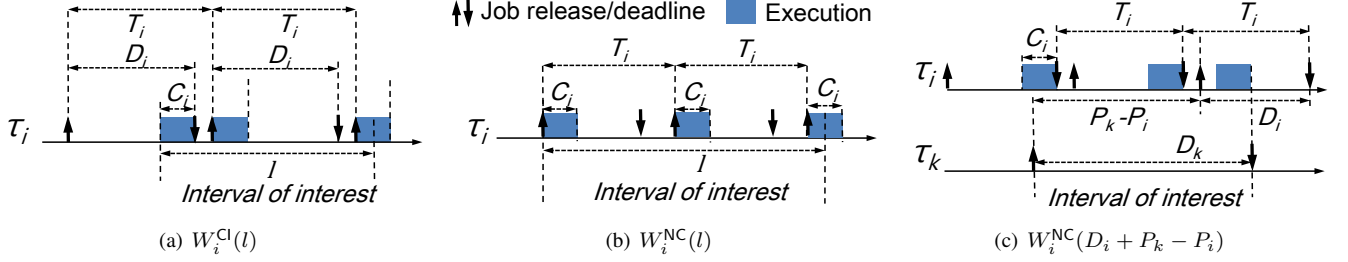 Job release/deadline Execution
T_i T_i
D_i D_i
C_i
τ_i
l
Interval of interest
(a) W_i^CI(l)
T_i T_i
C_i C_i C_i
τ_i
l
Interval of interest
(b) W_i^NC(l)
T_i T_i
C_i
τ_i
P_k-P_i D_i
τ_k
D_k
Interval of interest
(c) W_i^NC(D_i + P_k − P_i)